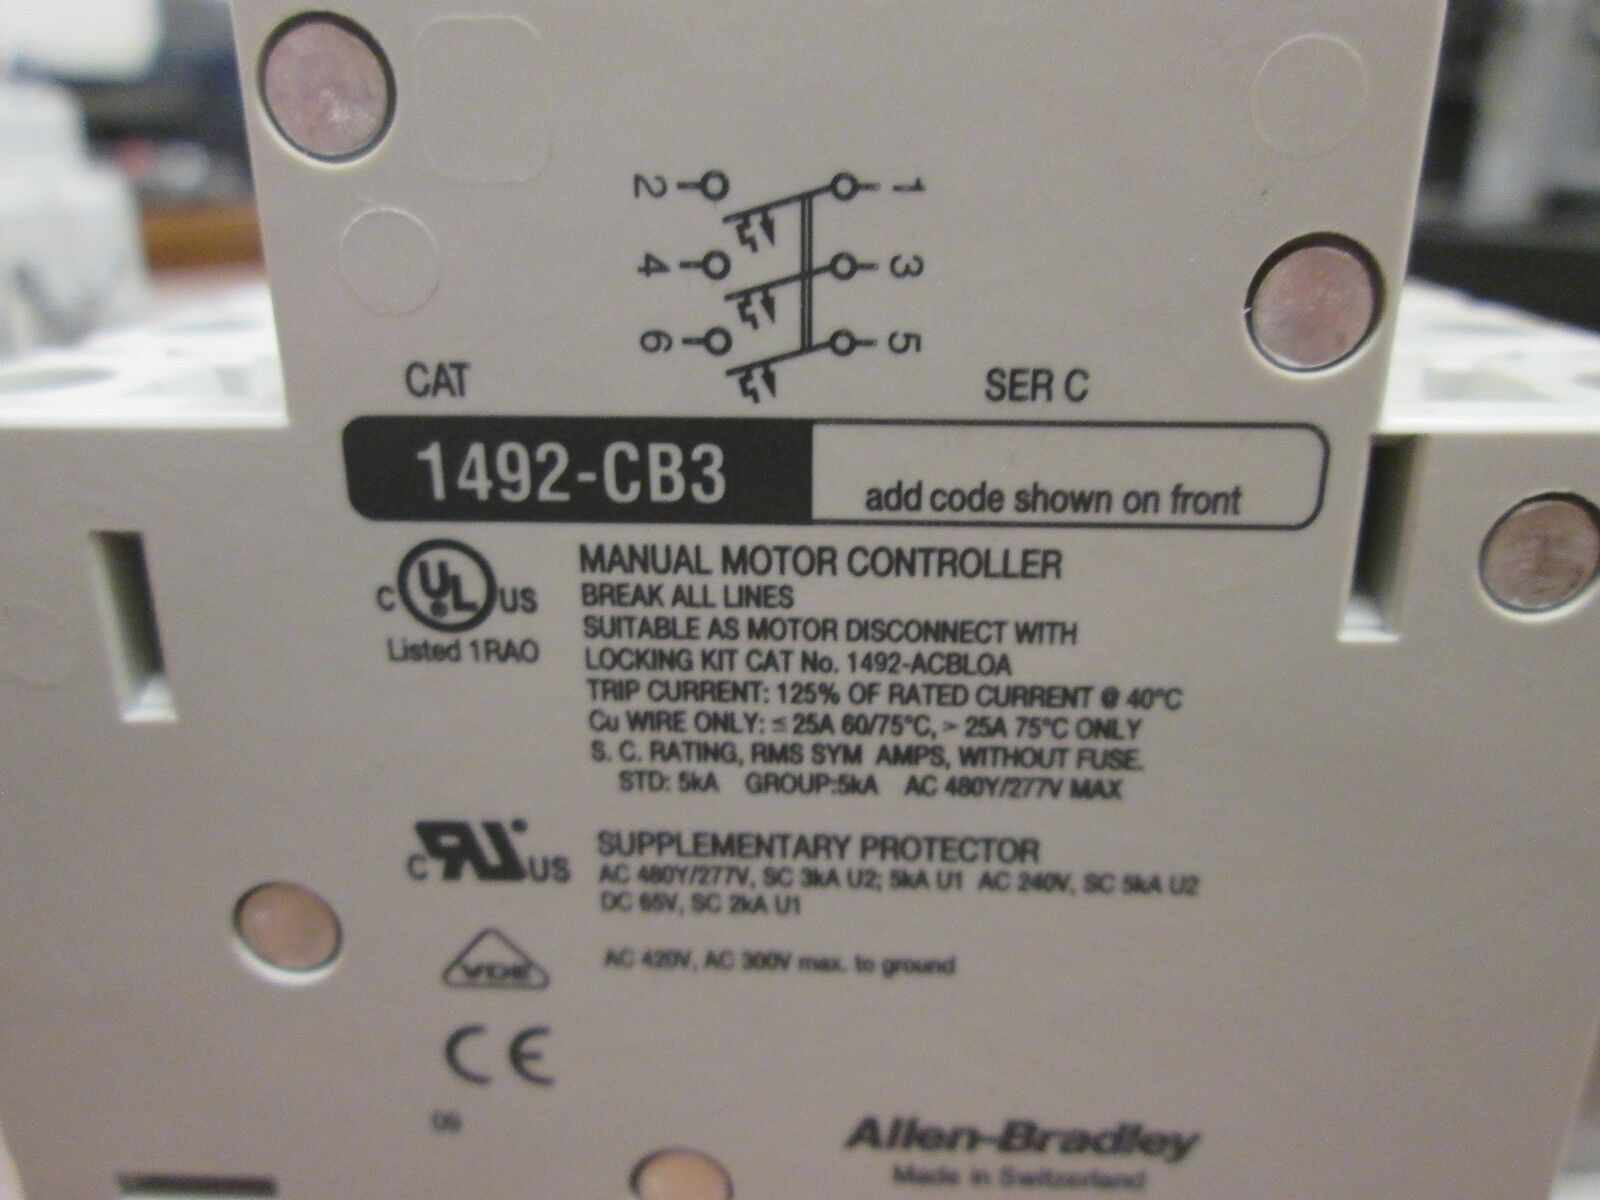 2 1
4 3
6 5
CAT SER C
1492-CB3 add code shown on front
C UL ® US
Listed 1RAO
MANUAL MOTOR CONTROLLER
BREAK ALL LINES
SUITABLE AS MOTOR DISCONNECT WITH
LOCKING KIT CAT No. 1492-ACBLOA
TRIP CURRENT: 125% OF RATED CURRENT @ 40°C
Cu WIRE ONLY: ≤ 25A 60/75°C, > 25A 75°C ONLY
S. C. RATING, RMS SYM AMPS, WITHOUT FUSE.
STD: 5kA GROUP:5kA AC 480Y/277V MAX
C RU US
SUPPLEMENTARY PROTECTOR
AC 480Y/277V, SC 3kA U2; 5kA U1 AC 240V, SC 5kA U2
DC 65V, SC 2kA U1
VDE
AC 420V, AC 300V max. to ground
CE
Allen-Bradley
Made in Switzerland